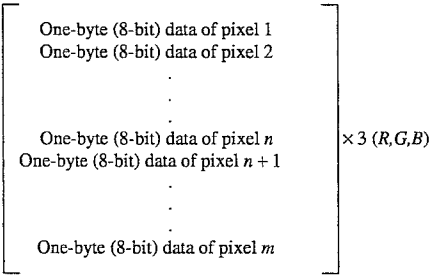 One-byte (8-bit) data of pixel 1
One-byte (8-bit) data of pixel 2
.
.
.
One-byte (8-bit) data of pixel n
× 3 (R,G,B)
One-byte (8-bit) data of pixel n + 1
.
.
.
One-byte (8-bit) data of pixel m